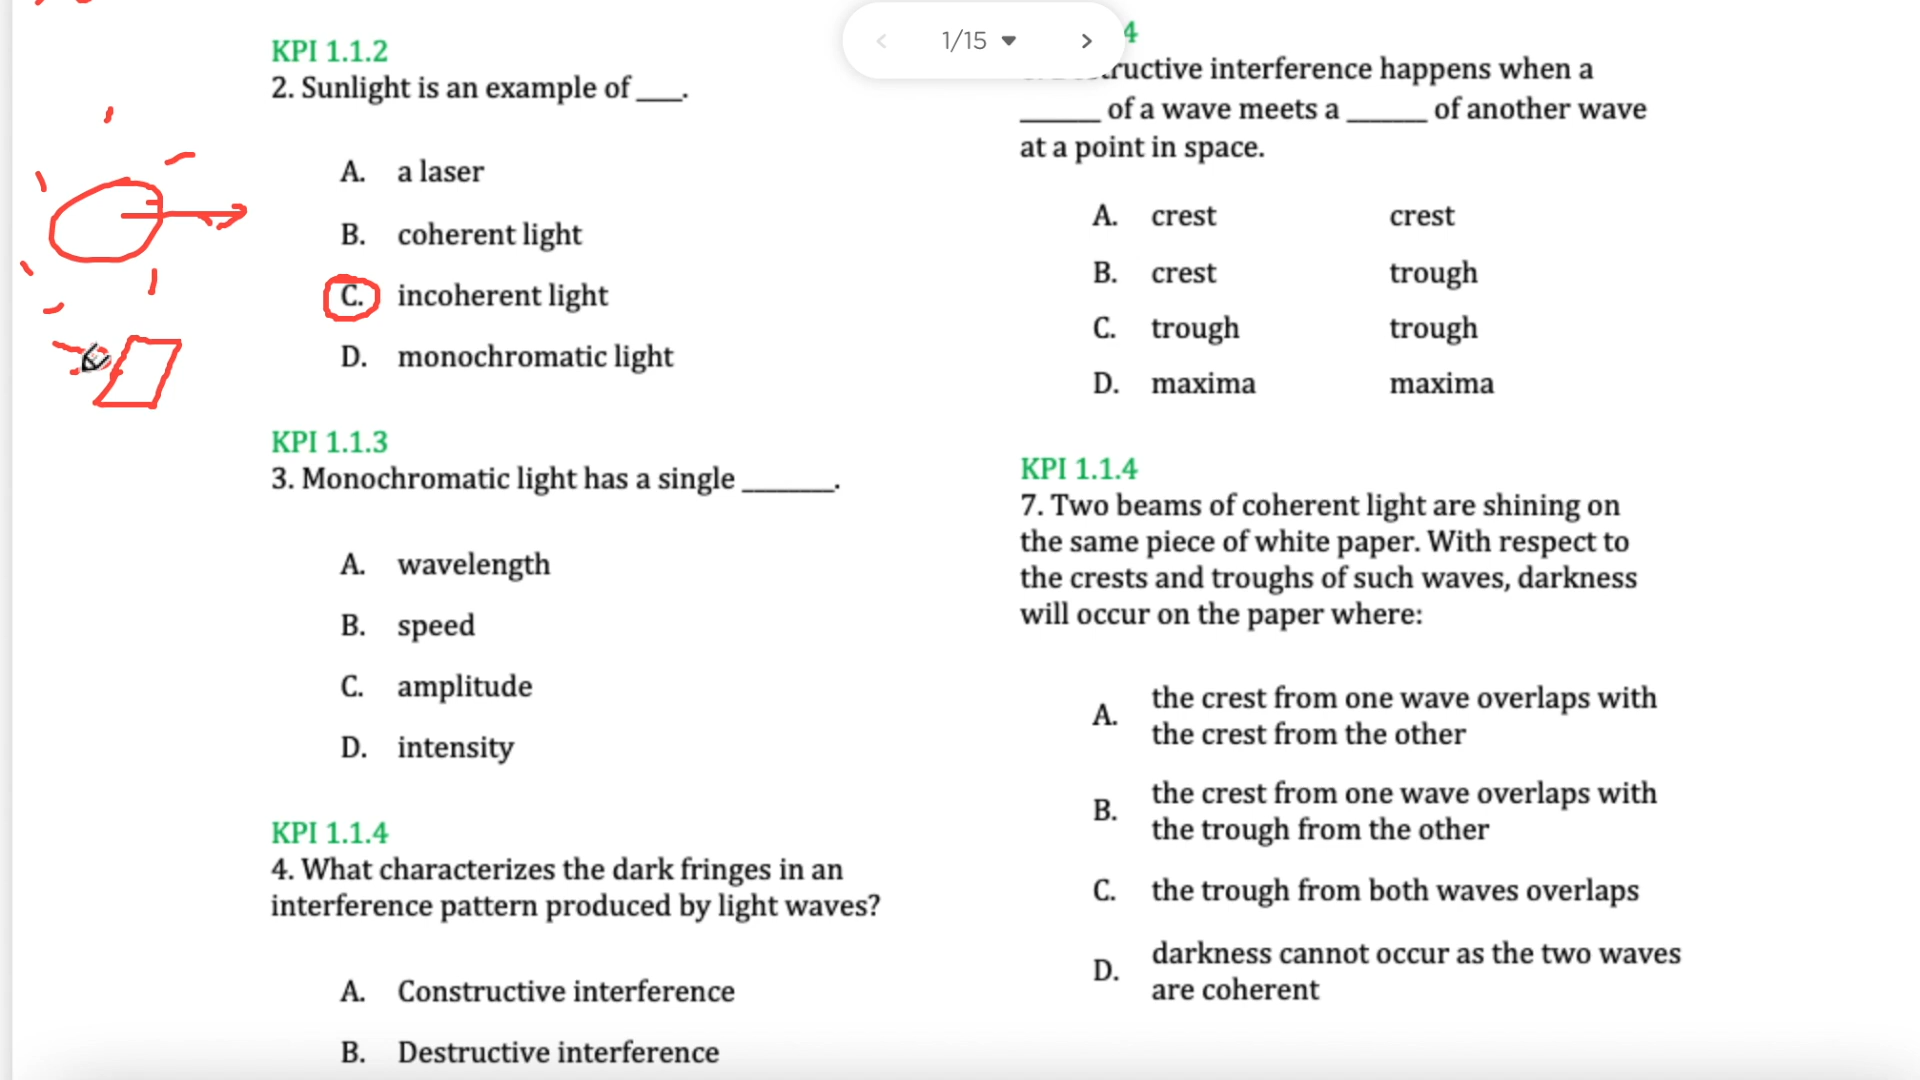 KPI 1.1.2
2. Sunlight is an example of ___.
A. a laser
B. coherent light
C. incoherent light
D. monochromatic light
KPI 1.1.3
3. Monochromatic light has a single ________.
A. wavelength
B. speed
C. amplitude
D. intensity
KPI 1.1.4
4. What characterizes the dark fringes in an
interference pattern produced by light waves?
A. Constructive interference
B. Destructive interference
1/15
4
ructive interference happens when a
_______ of a wave meets a _______ of another wave
at a point in space.
A. crest crest
B. crest trough
C. trough trough
D. maxima maxima
KPI 1.1.4
7. Two beams of coherent light are shining on
the same piece of white paper. With respect to
the crests and troughs of such waves, darkness
will occur on the paper where:
A. the crest from one wave overlaps with
the crest from the other
B. the crest from one wave overlaps with
the trough from the other
C. the trough from both waves overlaps
D. darkness cannot occur as the two waves
are coherent